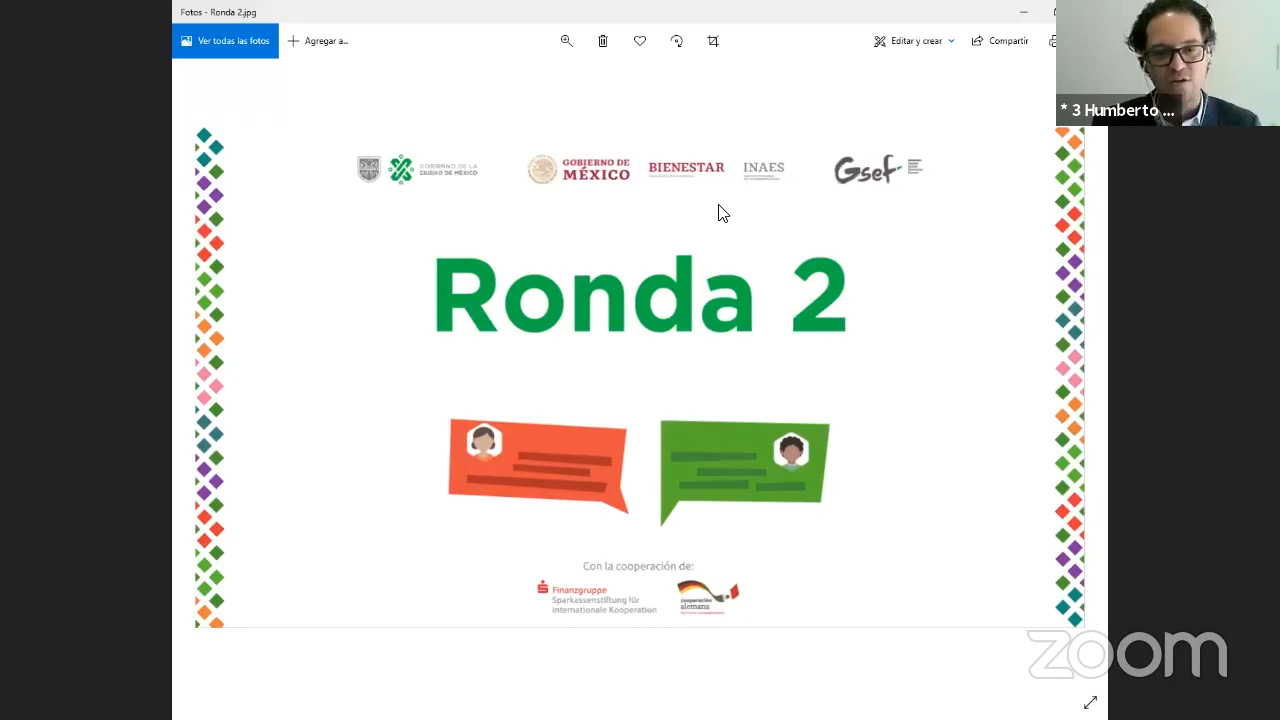 Fotos - Ronda 2.jpg
Ver todas las fotos
Agregar a...
Editar y crear
Compartir
* 3 Humberto ...
GOBIERNO DE LA
CIUDAD DE MÉXICO
GOBIERNO DE
MÉXICO
BIENESTAR
INAES
Gsef
Ronda 2
Con la cooperación de:
Finanzgruppe
Sparkassenstiftung für
internationale Kooperation
cooperación
alemana
zoom